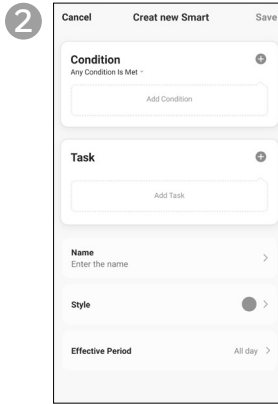 2
Cancel Creat new Smart Save
Condition
Any Condition Is Met
Add Condition
Task
Add Task
Name
Enter the name
Style
Effective Period All day